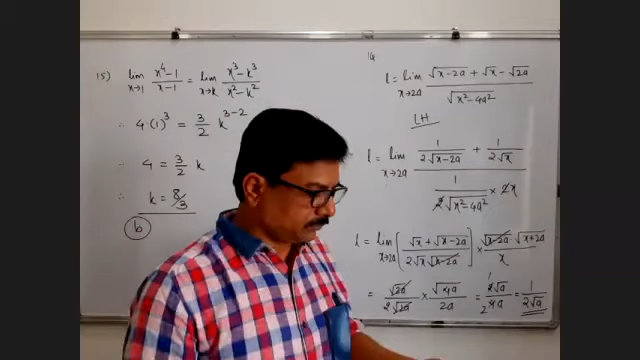 15) lim x→1 (x⁴−1)/(x−1) = lim x→k (x³−k³)/(x²−k²)
∴ 4(1)³ = 3/2 k³⁻²
∴ 4 = 3/2 k
∴ k = 8/3
b
16
l = lim x→2a (√(x−2a) + √x − √2a)/√(x²−4a²)
LH
l = lim x→2a (1/(2√(x−2a)) + 1/(2√x))/(1/(2√(x²−4a²)) × 2x)
l = lim x→2a [(√x + √(x−2a))/(2√x √(x−2a))] × (√(x−2a) · √(x+2a))/x
= √2a/(2√2a) × √4a/2a = 2√a/4a = 1/(2√a)